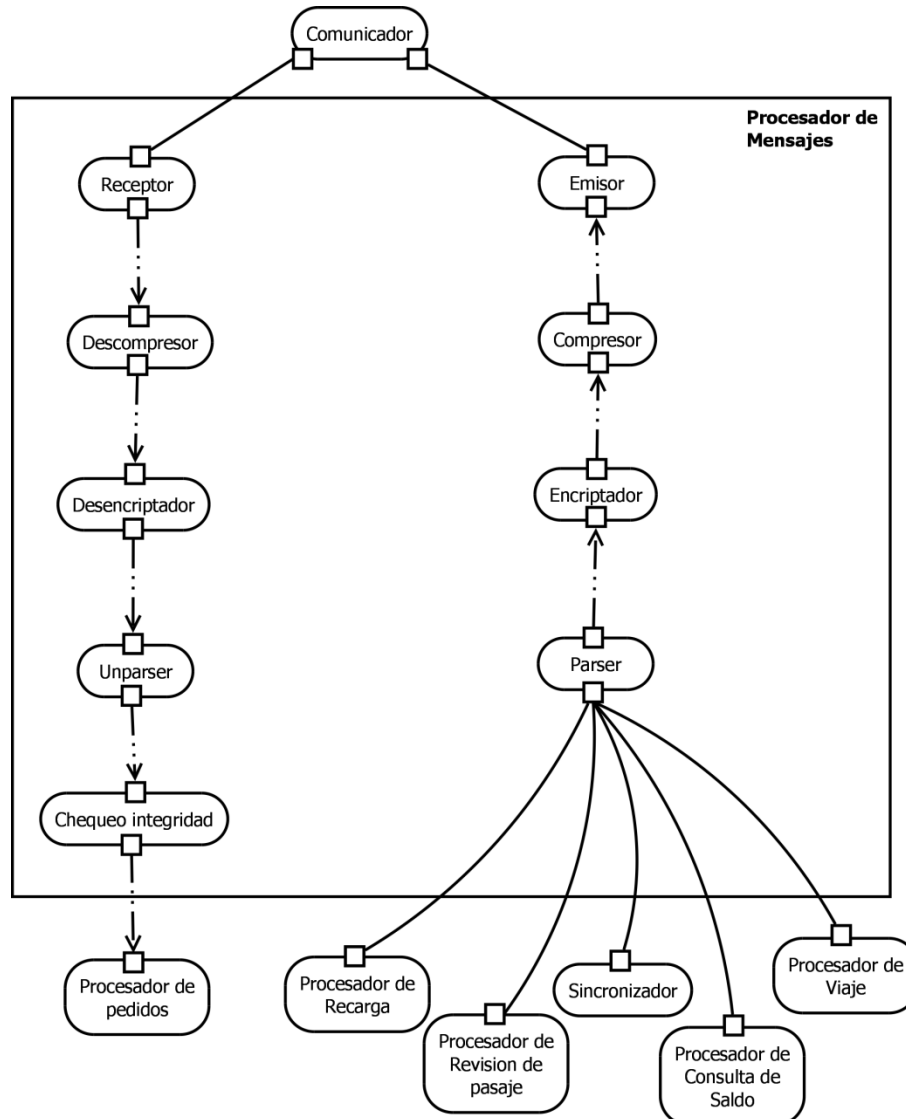 Comunicador
Procesador de
Mensajes
Receptor
Emisor
Descompresor
Compresor
Desencriptador
Encriptador
Unparser
Parser
Chequeo integridad
Procesador de
pedidos
Procesador de
Recarga
Procesador de
Revision de
pasaje
Sincronizador
Procesador de
Consulta de
Saldo
Procesador de
Viaje